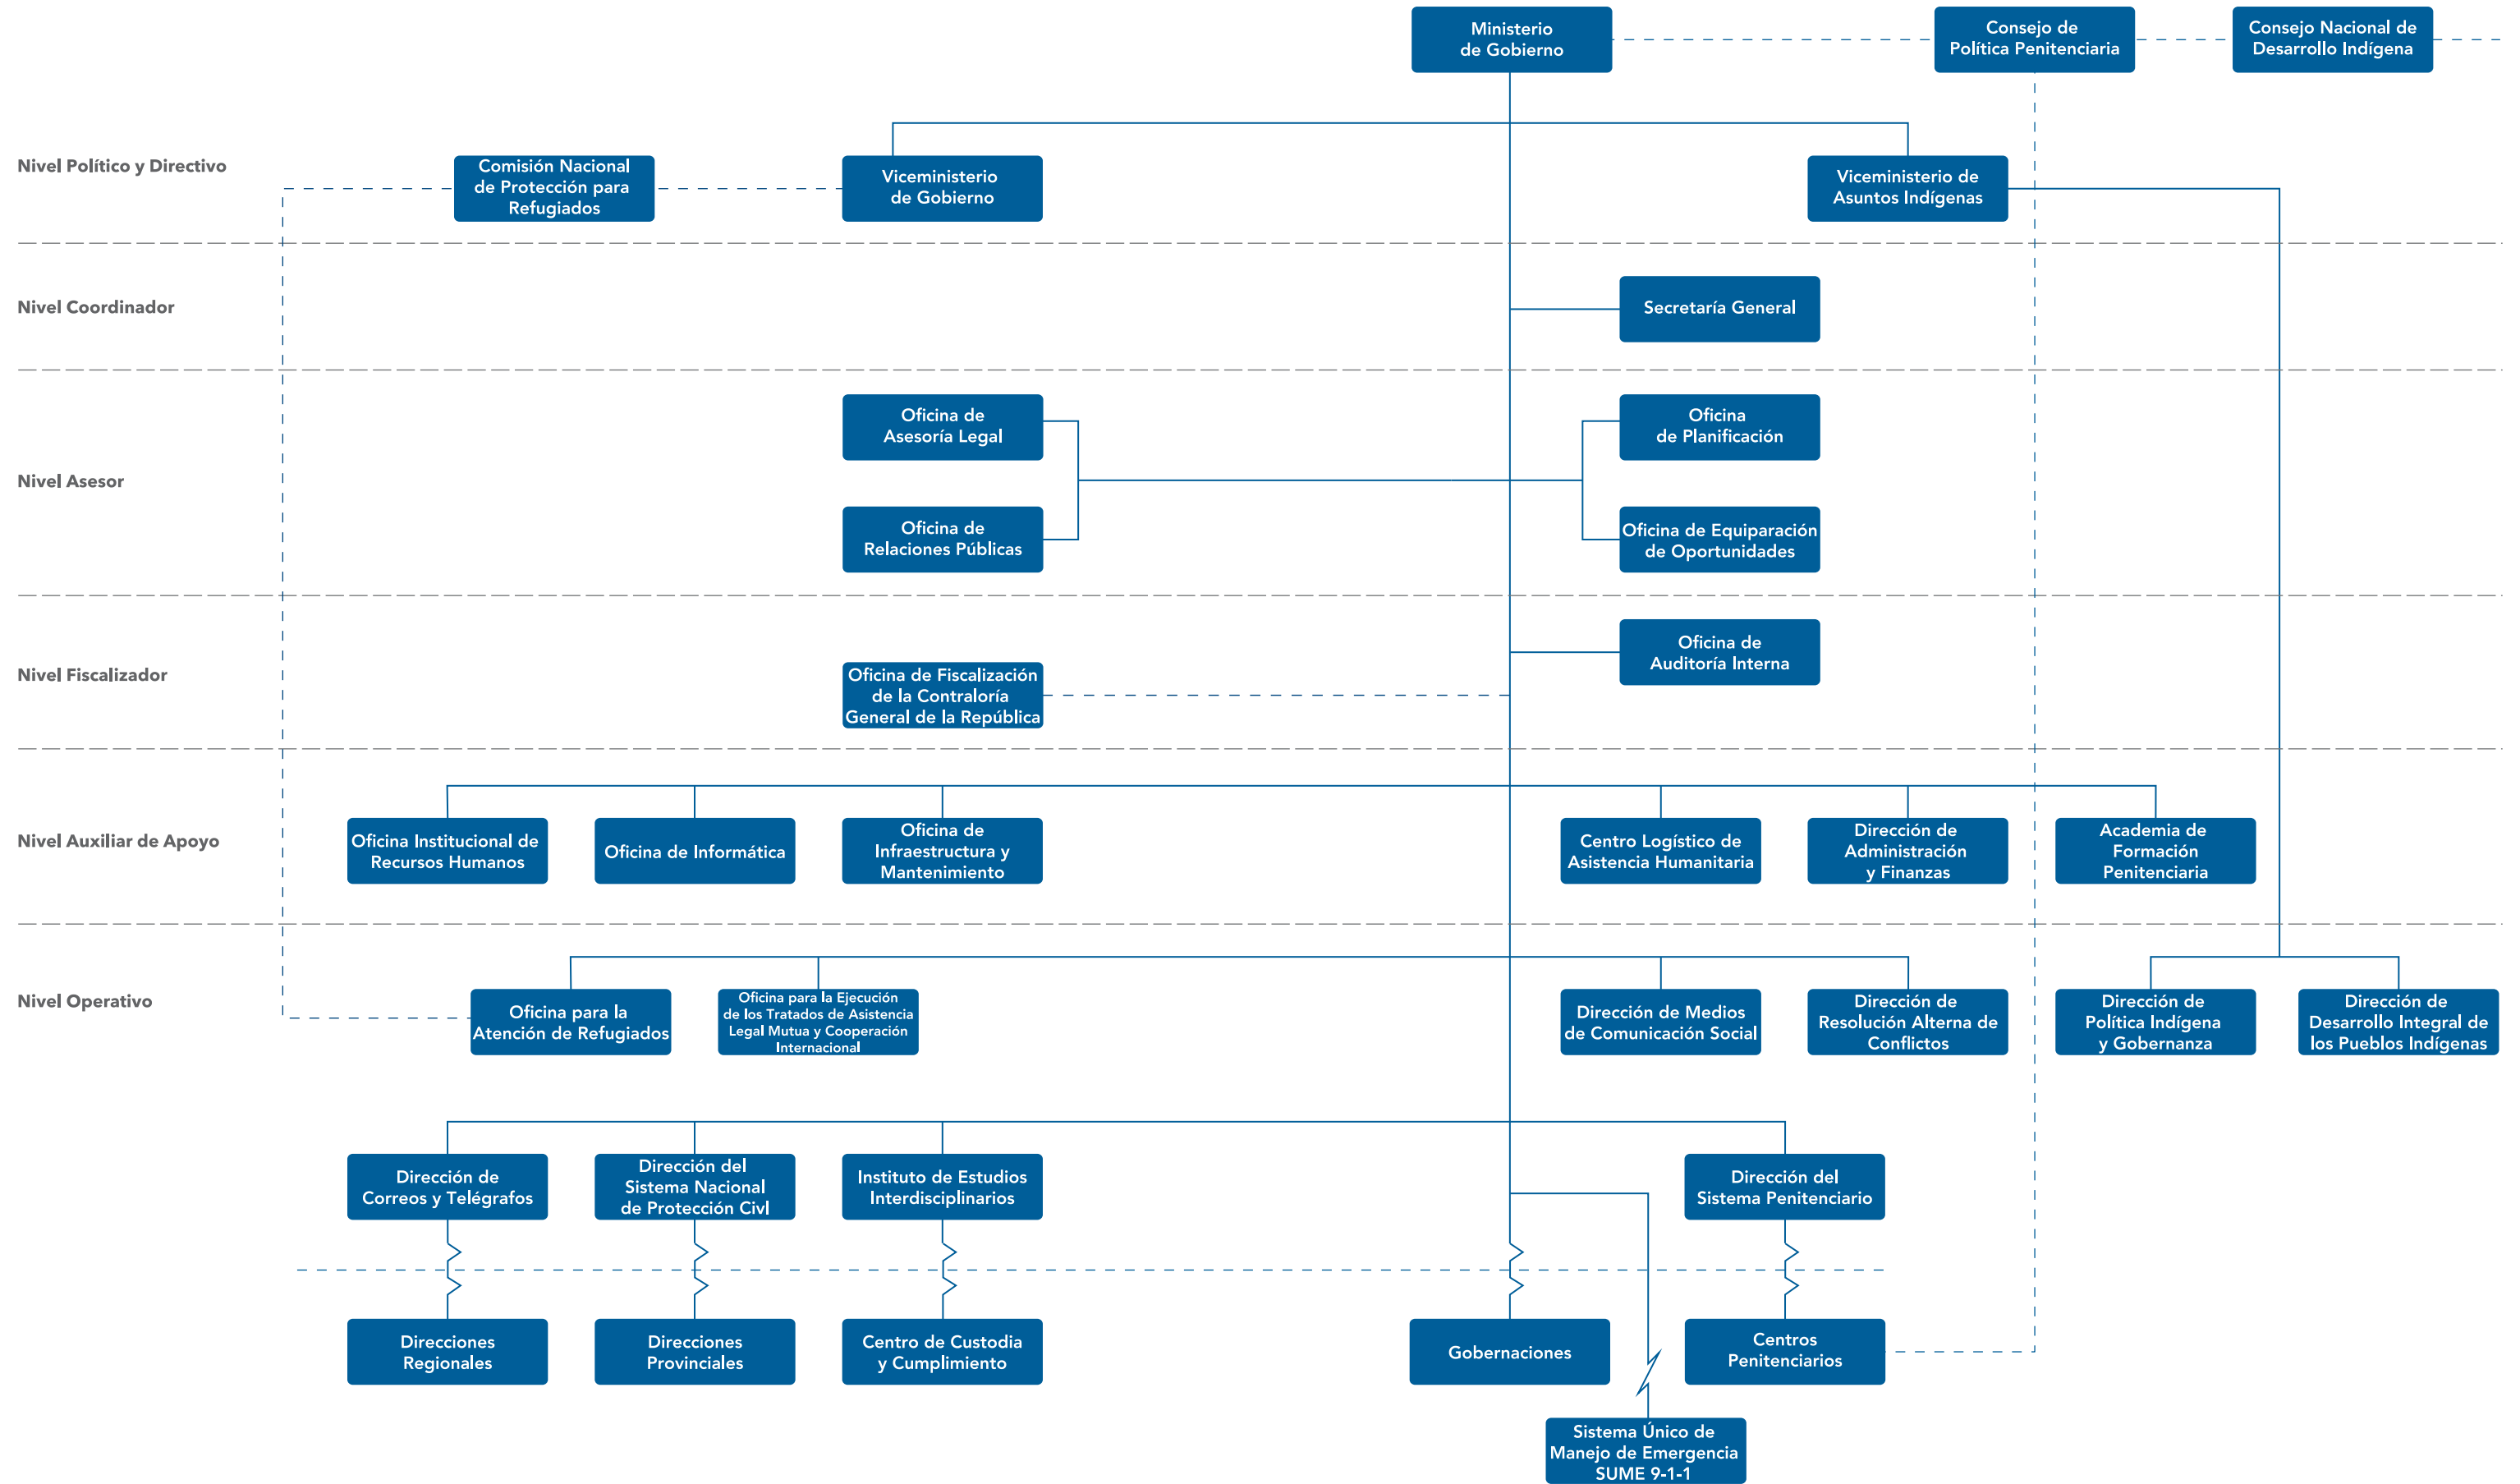 Ministerio
de Gobierno
Consejo de
Política Penitenciaria
Consejo Nacional de
Desarrollo Indígena
Nivel Político y Directivo
Comisión Nacional
de Protección para
Refugiados
Viceministerio
de Gobierno
Viceministerio de
Asuntos Indígenas
Nivel Coordinador
Secretaría General
Nivel Asesor
Oficina de
Asesoría Legal
Oficina
de Planificación
Oficina de
Relaciones Públicas
Oficina de Equiparación
de Oportunidades
Nivel Fiscalizador
Oficina de
Auditoría Interna
Oficina de Fiscalización
de la Contraloría
General de la República
Nivel Auxiliar de Apoyo
Oficina Institucional de
Recursos Humanos
Oficina de Informática
Oficina de
Infraestructura y
Mantenimiento
Centro Logístico de
Asistencia Humanitaria
Dirección de
Administración
y Finanzas
Academia de
Formación
Penitenciaria
Nivel Operativo
Oficina para la
Atención de Refugiados
Oficina para la Ejecución
de los Tratados de Asistencia
Legal Mutua y Cooperación
Internacional
Dirección de Medios
de Comunicación Social
Dirección de
Resolución Alterna de
Conflictos
Dirección de
Política Indígena
y Gobernanza
Dirección de
Desarrollo Integral de
los Pueblos Indígenas
Dirección de
Correos y Telégrafos
Dirección del
Sistema Nacional
de Protección Civl
Instituto de Estudios
Interdisciplinarios
Dirección del
Sistema Penitenciario
Direcciones
Regionales
Direcciones
Provinciales
Centro de Custodia
y Cumplimiento
Gobernaciones
Centros
Penitenciarios
Sistema Único de
Manejo de Emergencia
SUME 9-1-1